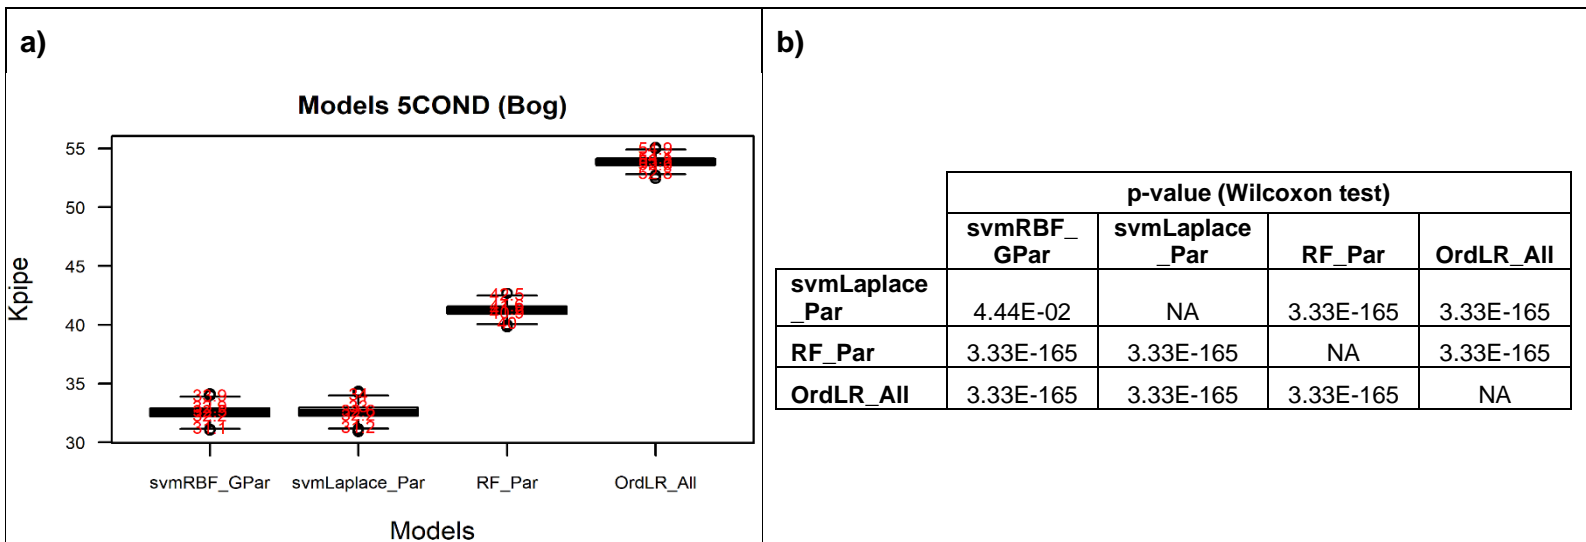 a)
Models 5COND (Bog)
Kpipe
55
50
45
40
35
30
svmRBF_GPar svmLaplace_Par RF_Par OrdLR_All
Models
b)
p-value (Wilcoxon test)
svmRBF_ GPar svmLaplace _Par RF_Par OrdLR_All
svmLaplace _Par 4.44E-02 NA 3.33E-165 3.33E-165
RF_Par 3.33E-165 3.33E-165 NA 3.33E-165
OrdLR_All 3.33E-165 3.33E-165 3.33E-165 NA